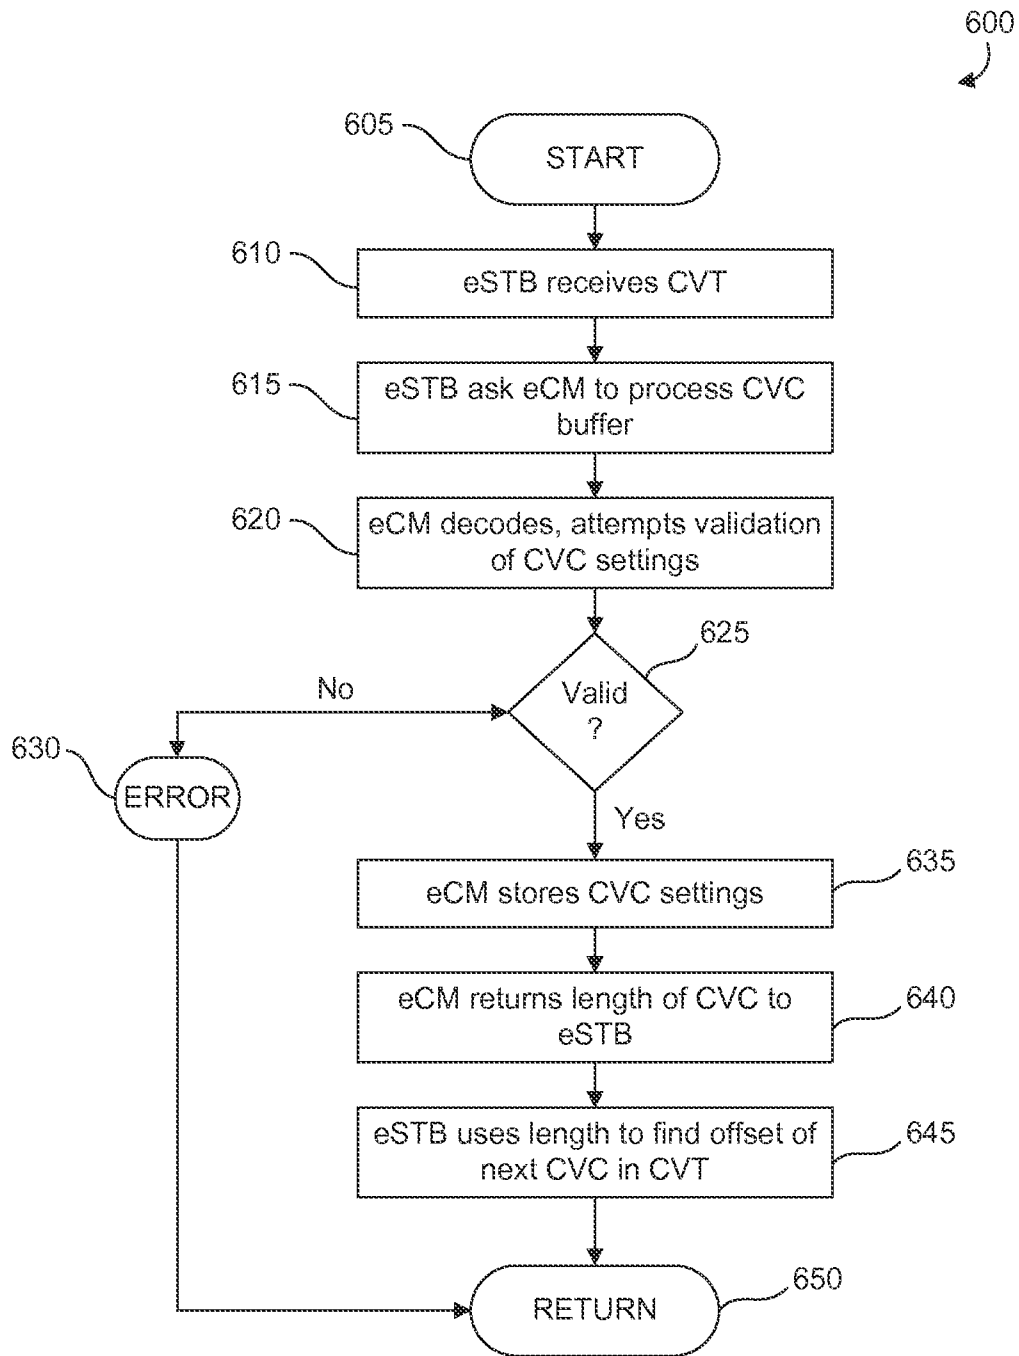 600
605
START
610
eSTB receives CVT
615
eSTB ask eCM to process CVC
buffer
620
eCM decodes, attempts validation
of CVC settings
625
Valid
?
No
630
ERROR
Yes
635
eCM stores CVC settings
640
eCM returns length of CVC to
eSTB
645
eSTB uses length to find offset of
next CVC in CVT
650
RETURN